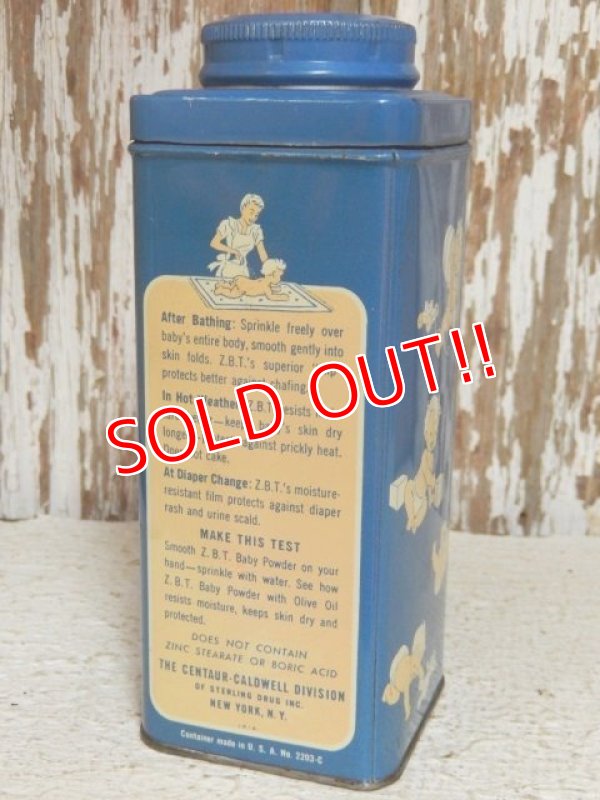 After Bathing: Sprinkle freely over
baby's entire body, smooth gently into
skin folds. Z.B.T.'s superior
protects better against chafing.
In Hot Weather: Z.B.T. resists
skin dry
against prickly heat.
not cake.
SOLD OUT!!
At Diaper Change: Z.B.T.'s moisture-
resistant film protects against diaper
rash and urine scald.
MAKE THIS TEST
Smooth Z.B.T. Baby Powder on your
hand—sprinkle with water. See how
Z.B.T. Baby Powder with Olive Oil
resists moisture, keeps skin dry and
protected.
DOES NOT CONTAIN
ZINC STEARATE OR BORIC ACID
THE CENTAUR-CALDWELL DIVISION
OF STERLING DRUG INC.
NEW YORK, N.Y.
Container made in U.S.A. No. 2203-C